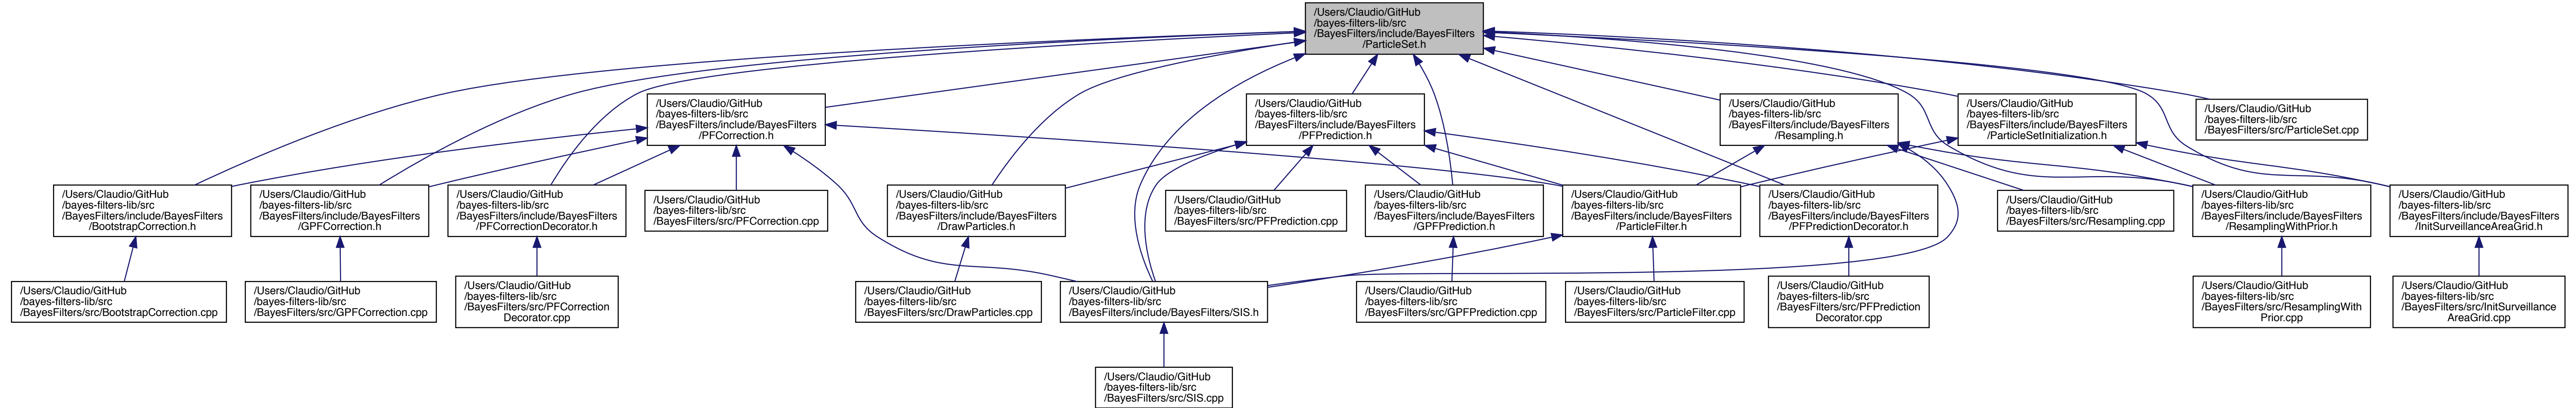 /Users/Claudio/GitHub
/bayes-filters-lib/src
/BayesFilters/include/BayesFilters
/ParticleSet.h
/Users/Claudio/GitHub
/bayes-filters-lib/src
/BayesFilters/include/BayesFilters
/PFCorrection.h
/Users/Claudio/GitHub
/bayes-filters-lib/src
/BayesFilters/include/BayesFilters
/PFPrediction.h
/Users/Claudio/GitHub
/bayes-filters-lib/src
/BayesFilters/include/BayesFilters
/Resampling.h
/Users/Claudio/GitHub
/bayes-filters-lib/src
/BayesFilters/include/BayesFilters
/ParticleSetInitialization.h
/Users/Claudio/GitHub
/bayes-filters-lib/src
/BayesFilters/src/ParticleSet.cpp
/Users/Claudio/GitHub
/bayes-filters-lib/src
/BayesFilters/include/BayesFilters
/BootstrapCorrection.h
/Users/Claudio/GitHub
/bayes-filters-lib/src
/BayesFilters/include/BayesFilters
/GPFCorrection.h
/Users/Claudio/GitHub
/bayes-filters-lib/src
/BayesFilters/include/BayesFilters
/PFCorrectionDecorator.h
/Users/Claudio/GitHub
/bayes-filters-lib/src
/BayesFilters/src/PFCorrection.cpp
/Users/Claudio/GitHub
/bayes-filters-lib/src
/BayesFilters/include/BayesFilters
/DrawParticles.h
/Users/Claudio/GitHub
/bayes-filters-lib/src
/BayesFilters/src/PFPrediction.cpp
/Users/Claudio/GitHub
/bayes-filters-lib/src
/BayesFilters/include/BayesFilters
/GPFPrediction.h
/Users/Claudio/GitHub
/bayes-filters-lib/src
/BayesFilters/include/BayesFilters
/ParticleFilter.h
/Users/Claudio/GitHub
/bayes-filters-lib/src
/BayesFilters/include/BayesFilters
/PFPredictionDecorator.h
/Users/Claudio/GitHub
/bayes-filters-lib/src
/BayesFilters/src/Resampling.cpp
/Users/Claudio/GitHub
/bayes-filters-lib/src
/BayesFilters/include/BayesFilters
/ResamplingWithPrior.h
/Users/Claudio/GitHub
/bayes-filters-lib/src
/BayesFilters/include/BayesFilters
/InitSurveillanceAreaGrid.h
/Users/Claudio/GitHub
/bayes-filters-lib/src
/BayesFilters/src/BootstrapCorrection.cpp
/Users/Claudio/GitHub
/bayes-filters-lib/src
/BayesFilters/src/GPFCorrection.cpp
/Users/Claudio/GitHub
/bayes-filters-lib/src
/BayesFilters/src/PFCorrection
Decorator.cpp
/Users/Claudio/GitHub
/bayes-filters-lib/src
/BayesFilters/src/DrawParticles.cpp
/Users/Claudio/GitHub
/bayes-filters-lib/src
/BayesFilters/include/BayesFilters/SIS.h
/Users/Claudio/GitHub
/bayes-filters-lib/src
/BayesFilters/src/GPFPrediction.cpp
/Users/Claudio/GitHub
/bayes-filters-lib/src
/BayesFilters/src/ParticleFilter.cpp
/Users/Claudio/GitHub
/bayes-filters-lib/src
/BayesFilters/src/PFPrediction
Decorator.cpp
/Users/Claudio/GitHub
/bayes-filters-lib/src
/BayesFilters/src/ResamplingWith
Prior.cpp
/Users/Claudio/GitHub
/bayes-filters-lib/src
/BayesFilters/src/InitSurveillance
AreaGrid.cpp
/Users/Claudio/GitHub
/bayes-filters-lib/src
/BayesFilters/src/SIS.cpp